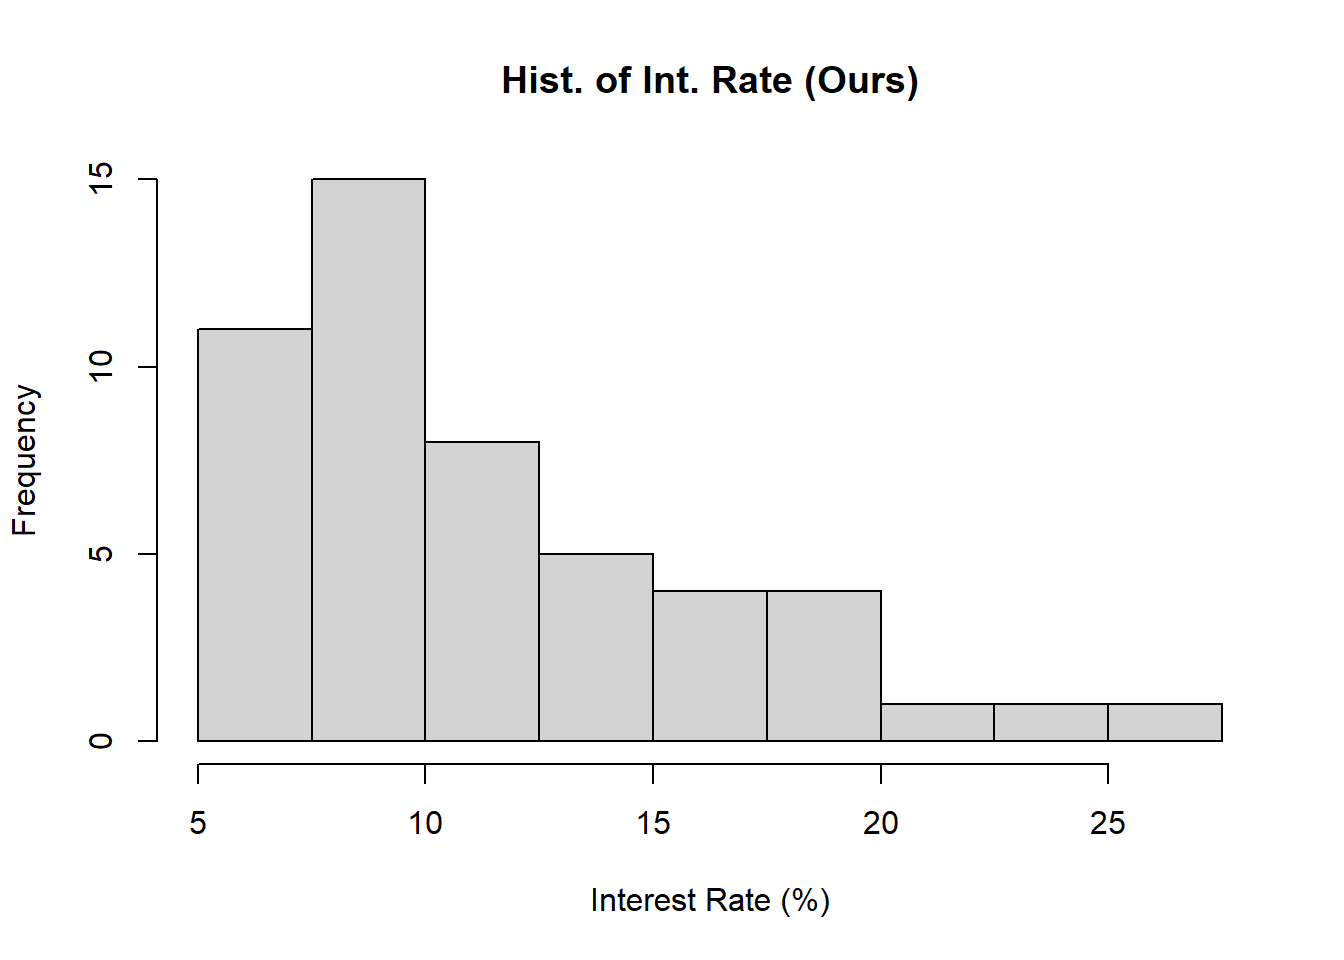 Hist. of Int. Rate (Ours)
Frequency
15
10
5
0
5 10 15 20 25
Interest Rate (%)